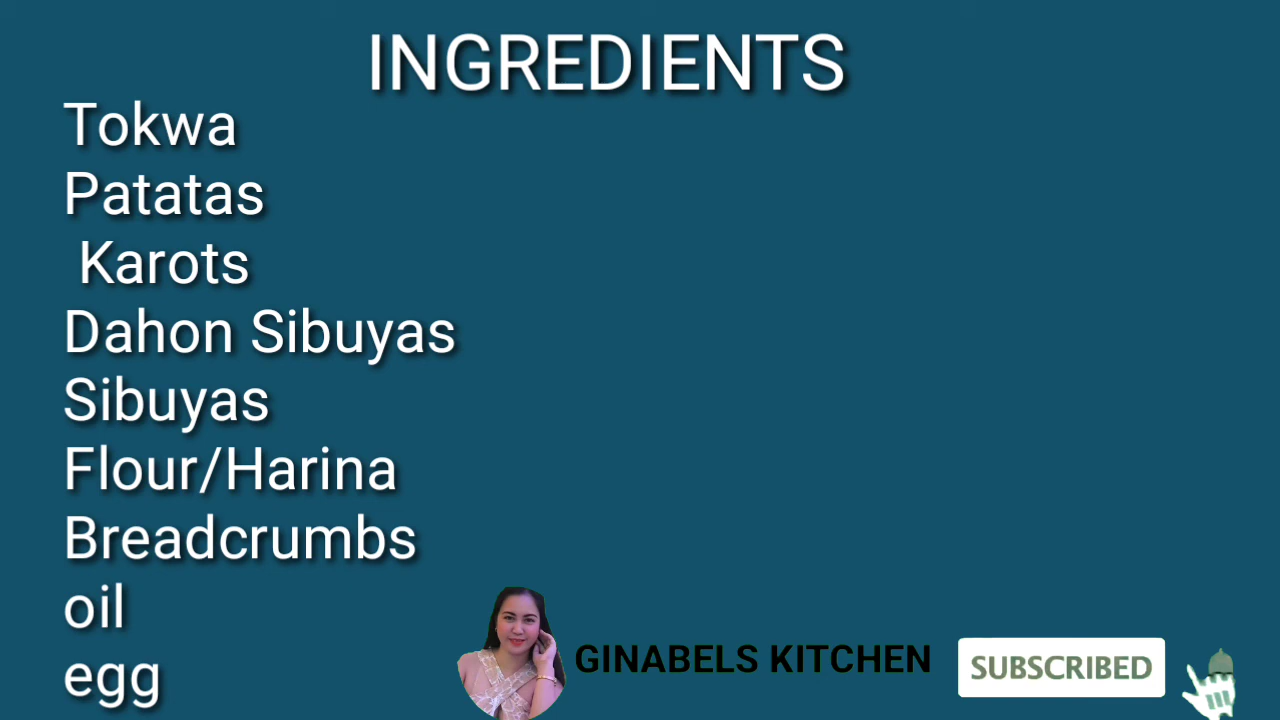 INGREDIENTS
Tokwa
Patatas
Karots
Dahon Sibuyas
Sibuyas
Flour/Harina
Breadcrumbs
oil
egg
GINABELS KITCHEN
SUBSCRIBED